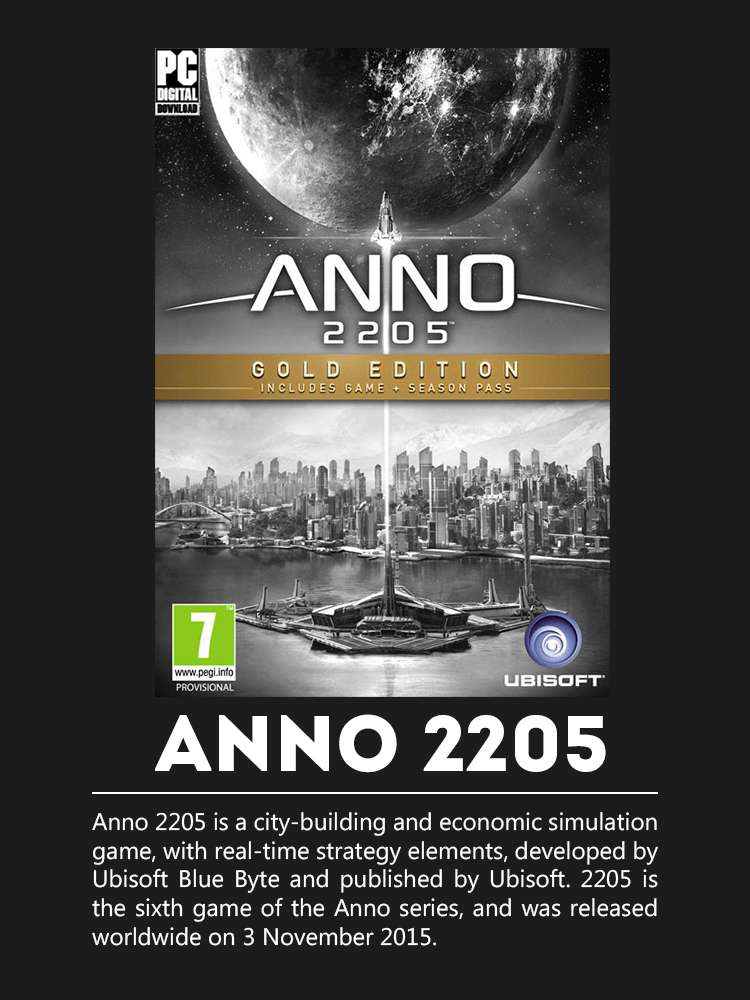 PC
DIGITAL
DOWNLOAD
ANNO
2205™
GOLD EDITION
INCLUDES GAME + SEASON PASS
7™
www.pegi.info
PROVISIONAL
UBISOFT®
ANNO 2205
Anno 2205 is a city-building and economic simulation
game, with real-time strategy elements, developed by
Ubisoft Blue Byte and published by Ubisoft. 2205 is
the sixth game of the Anno series, and was released
worldwide on 3 November 2015.